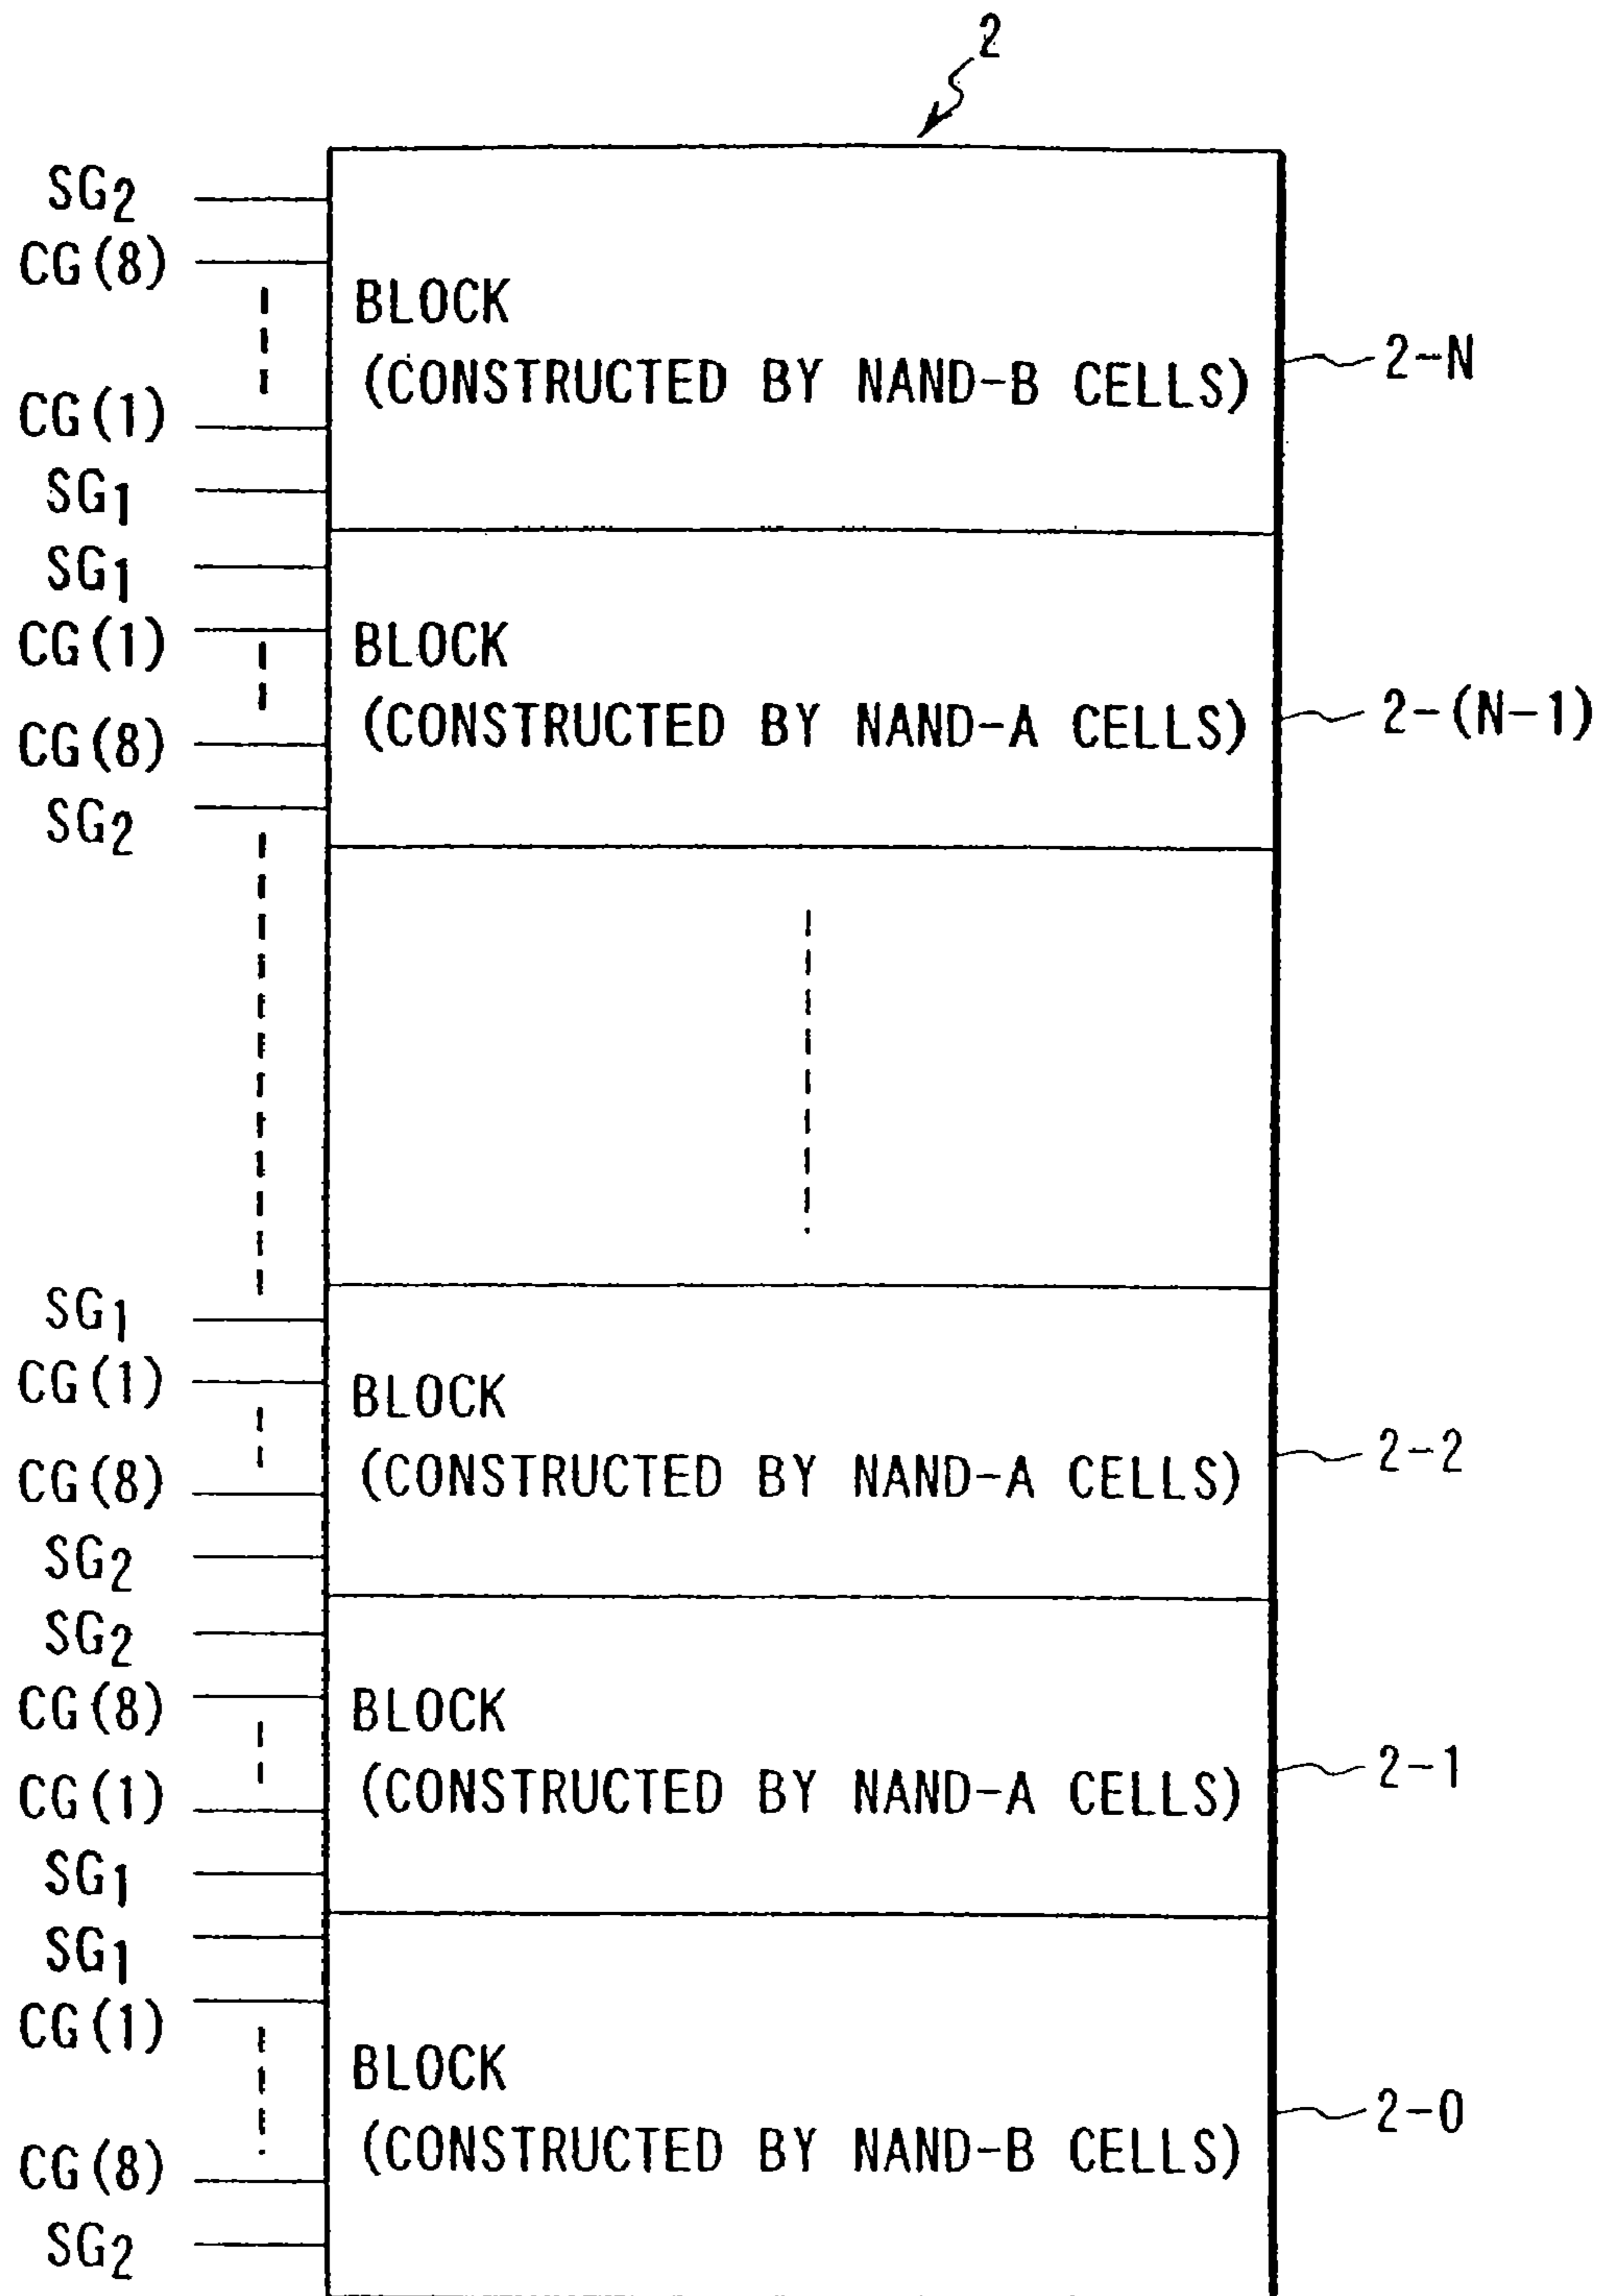 2
SG2
CG(8)
BLOCK
(CONSTRUCTED BY NAND-B CELLS)
2-N
CG(1)
SG1
SG1
CG(1)
BLOCK
(CONSTRUCTED BY NAND-A CELLS)
2-(N-1)
CG(8)
SG2
SG1
CG(1)
BLOCK
(CONSTRUCTED BY NAND-A CELLS)
2-2
CG(8)
SG2
SG2
CG(8)
BLOCK
(CONSTRUCTED BY NAND-A CELLS)
2-1
CG(1)
SG1
SG1
CG(1)
BLOCK
(CONSTRUCTED BY NAND-B CELLS)
2-0
CG(8)
SG2